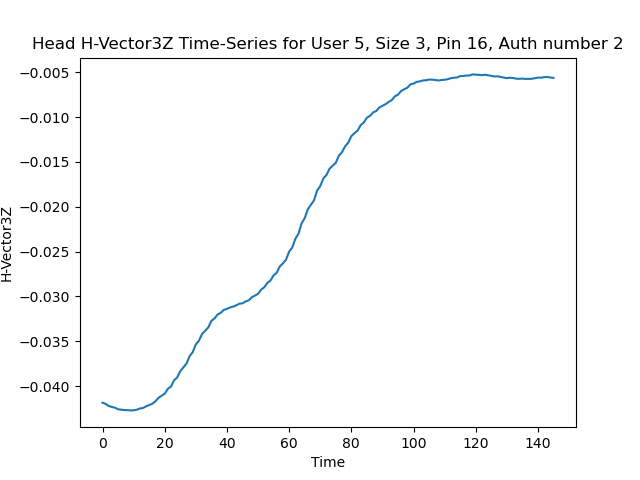 Head H-Vector3Z Time-Series for User 5, Size 3, Pin 16, Auth number 2
H-Vector3Z
−0.005
−0.010
−0.015
−0.020
−0.025
−0.030
−0.035
−0.040
0 20 40 60 80 100 120 140
Time